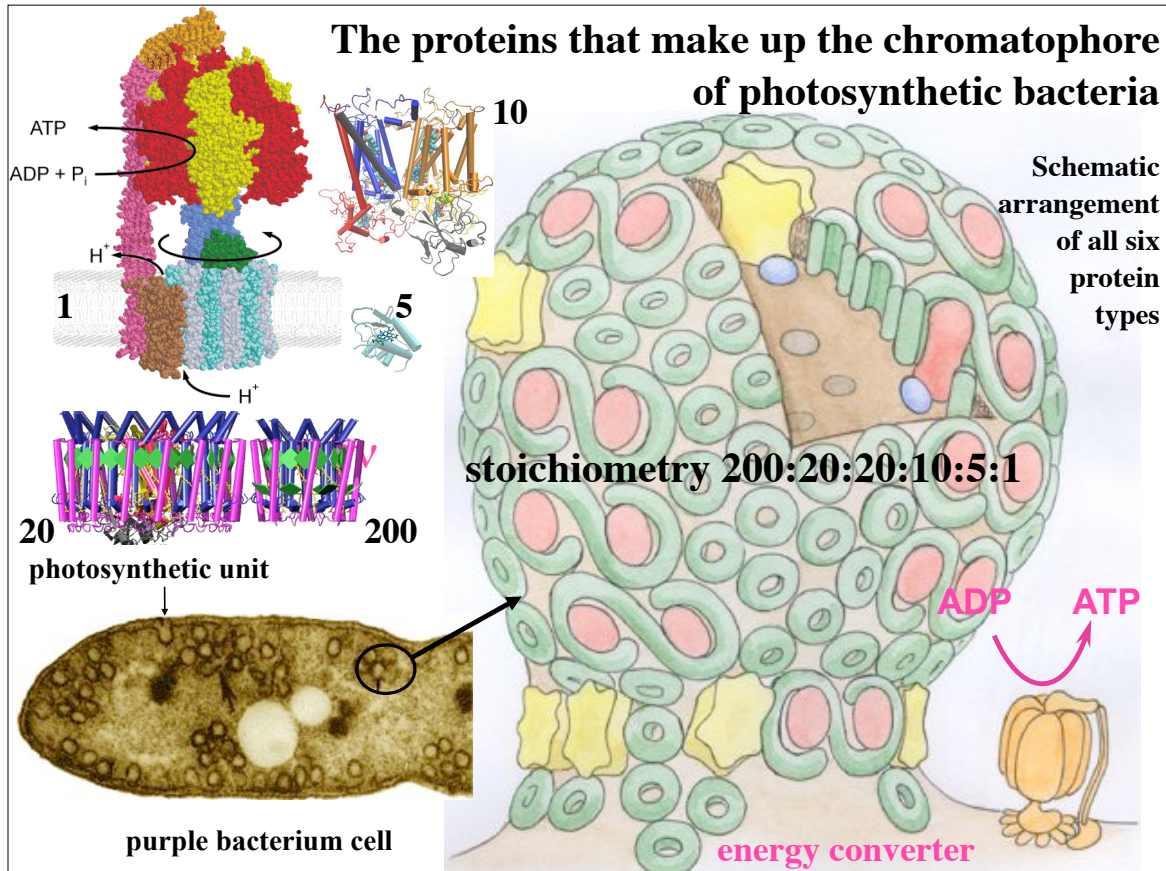 The proteins that make up the chromatophore
of photosynthetic bacteria
ATP
ADP + Pi
H+
1
H+
10
5
Schematic
arrangement
of all six
protein
types
stoichiometry 200:20:20:10:5:1
20
200
photosynthetic unit
ADP
ATP
purple bacterium cell
energy converter